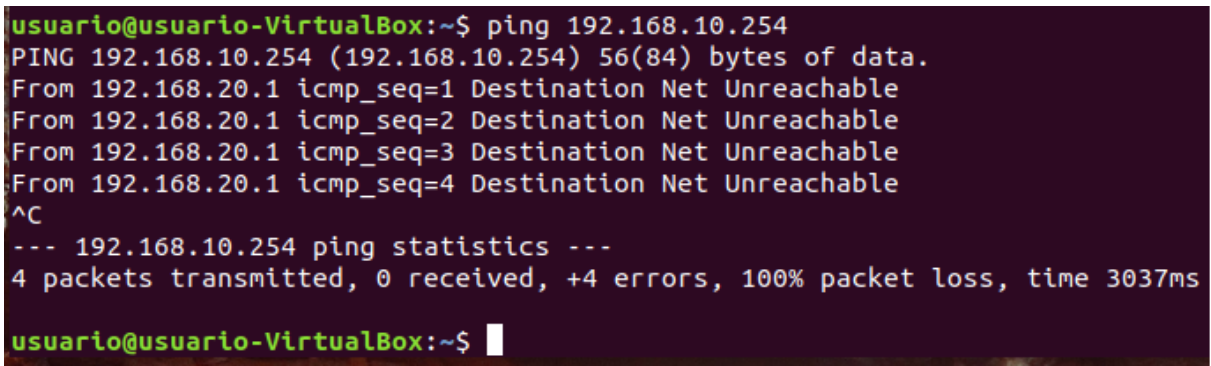 usuario@usuario-VirtualBox:~$ ping 192.168.10.254
PING 192.168.10.254 (192.168.10.254) 56(84) bytes of data.
From 192.168.20.1 icmp_seq=1 Destination Net Unreachable
From 192.168.20.1 icmp_seq=2 Destination Net Unreachable
From 192.168.20.1 icmp_seq=3 Destination Net Unreachable
From 192.168.20.1 icmp_seq=4 Destination Net Unreachable
^C
--- 192.168.10.254 ping statistics ---
4 packets transmitted, 0 received, +4 errors, 100% packet loss, time 3037ms
usuario@usuario-VirtualBox:~$